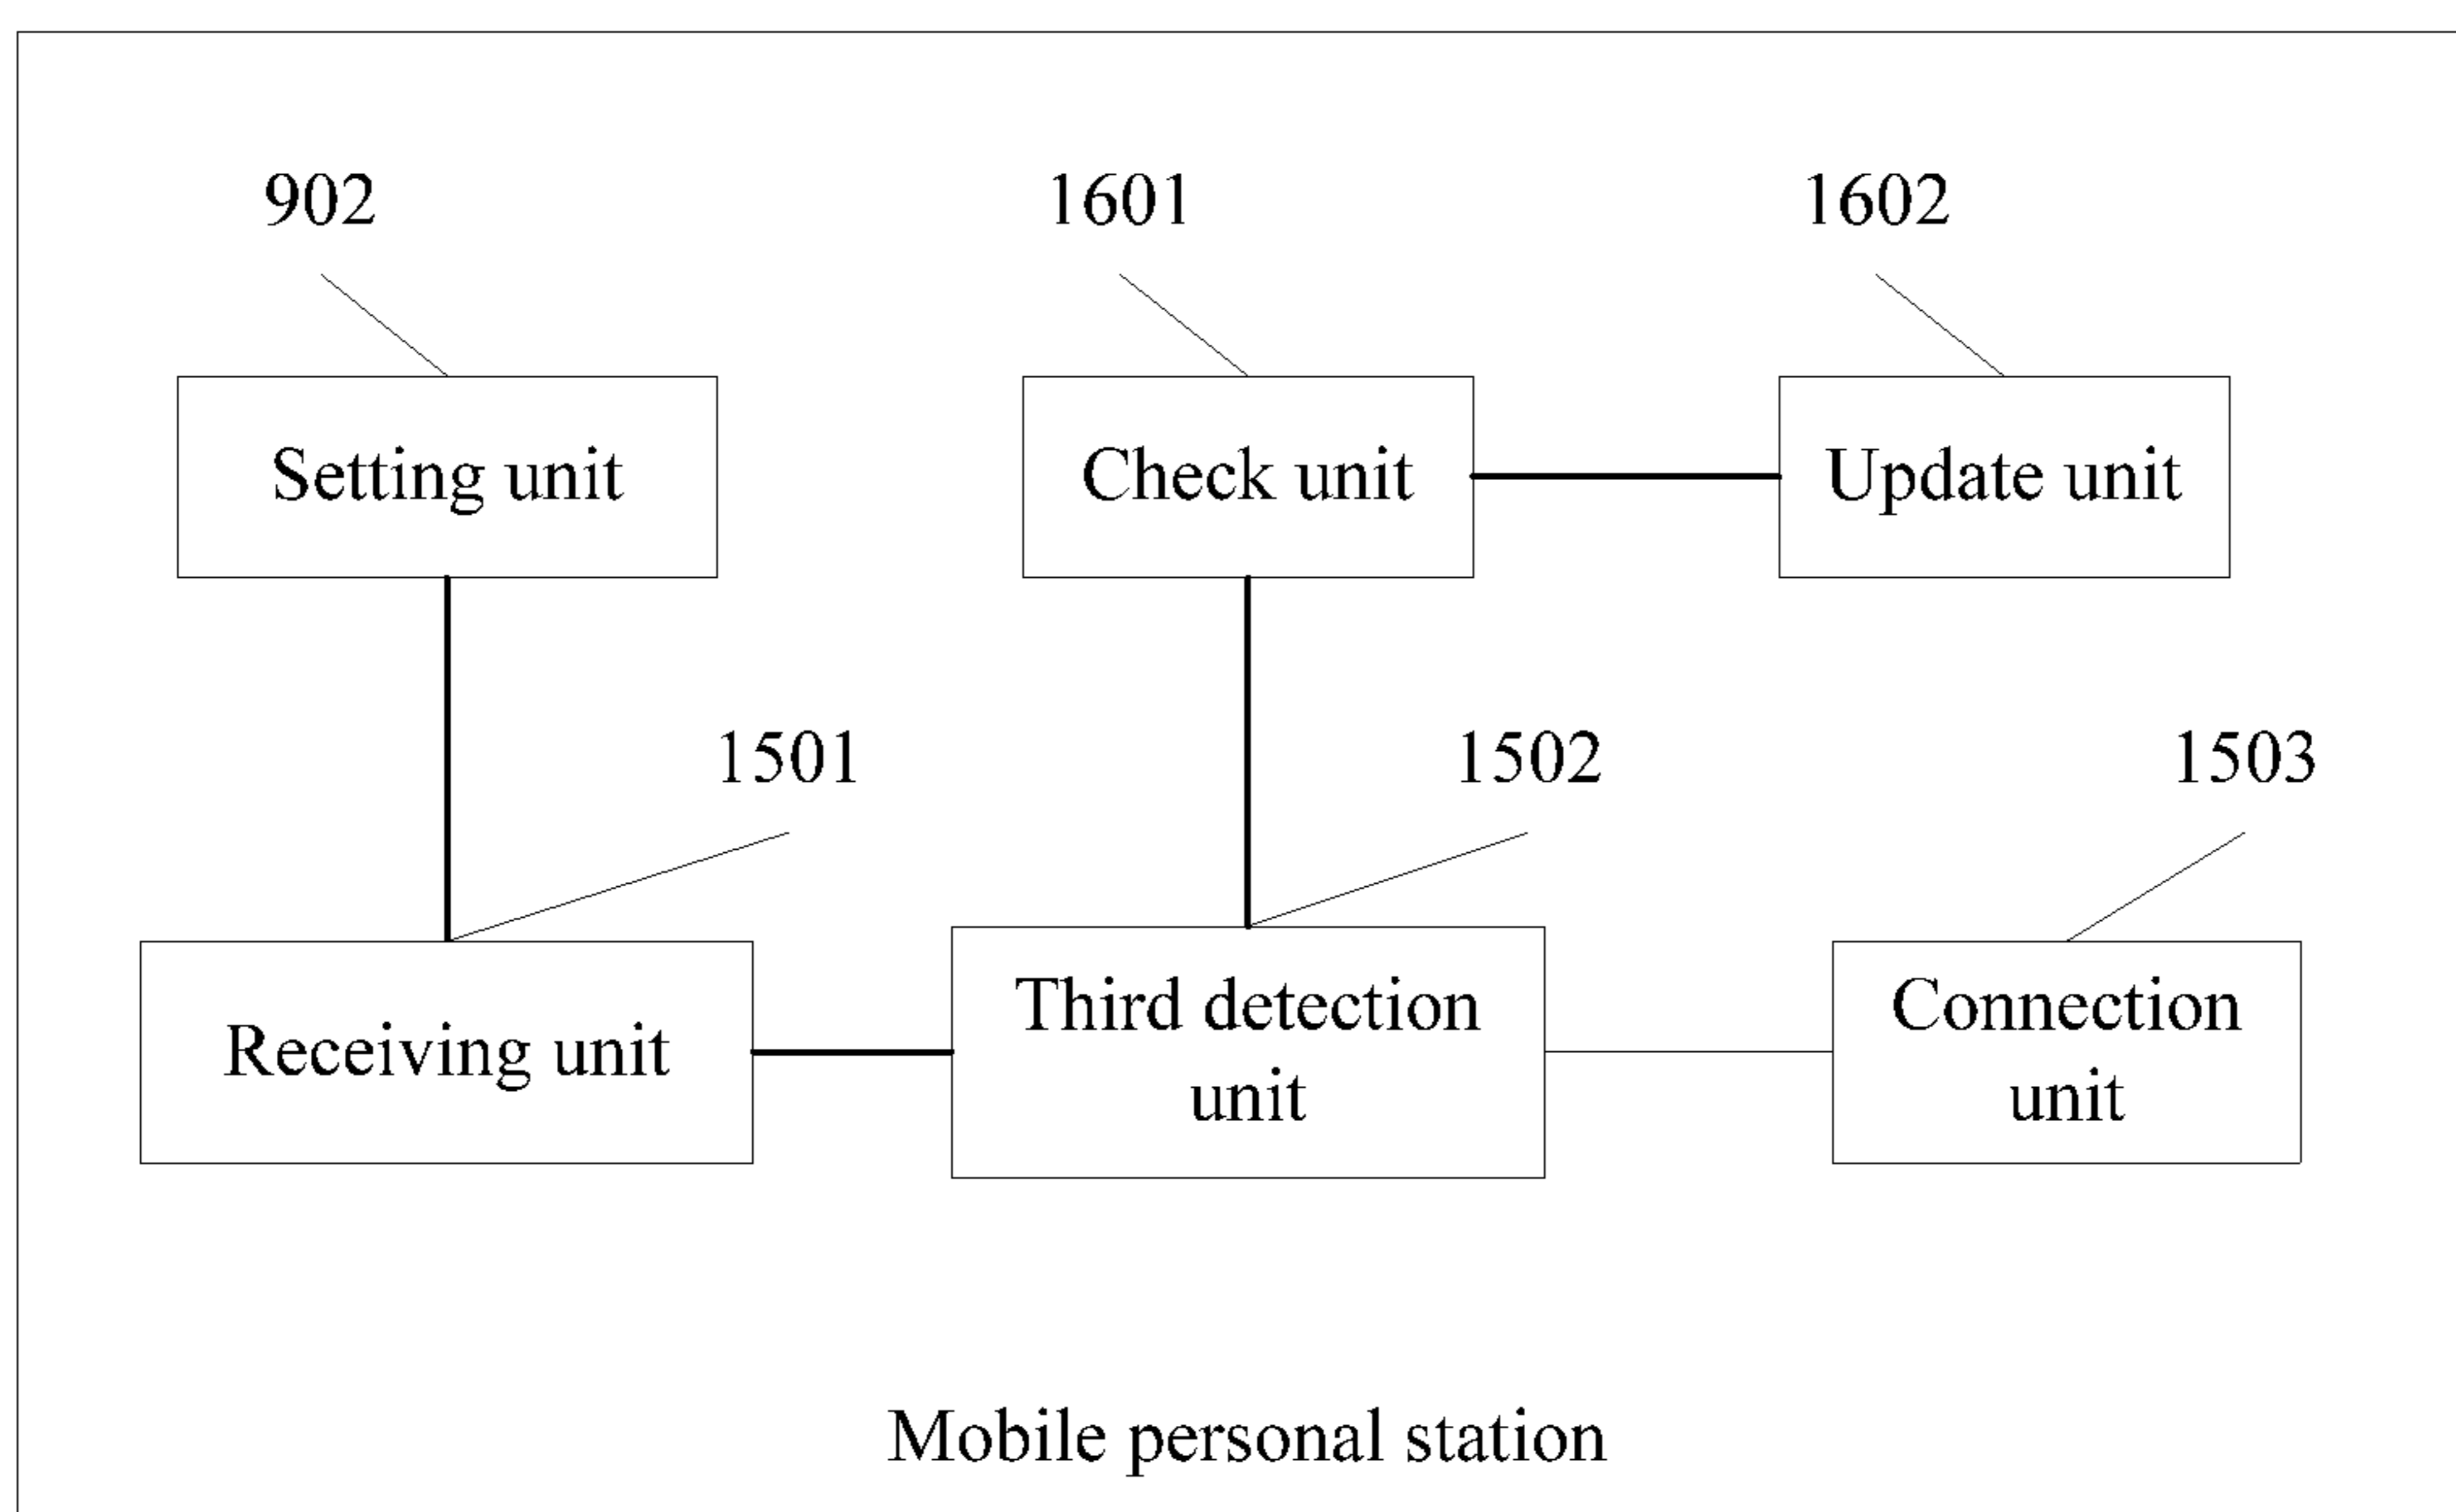 902
1601
1602
Setting unit
Check unit
Update unit
1501
1502
1503
Receiving unit
Third detection
unit
Connection
unit
Mobile personal station